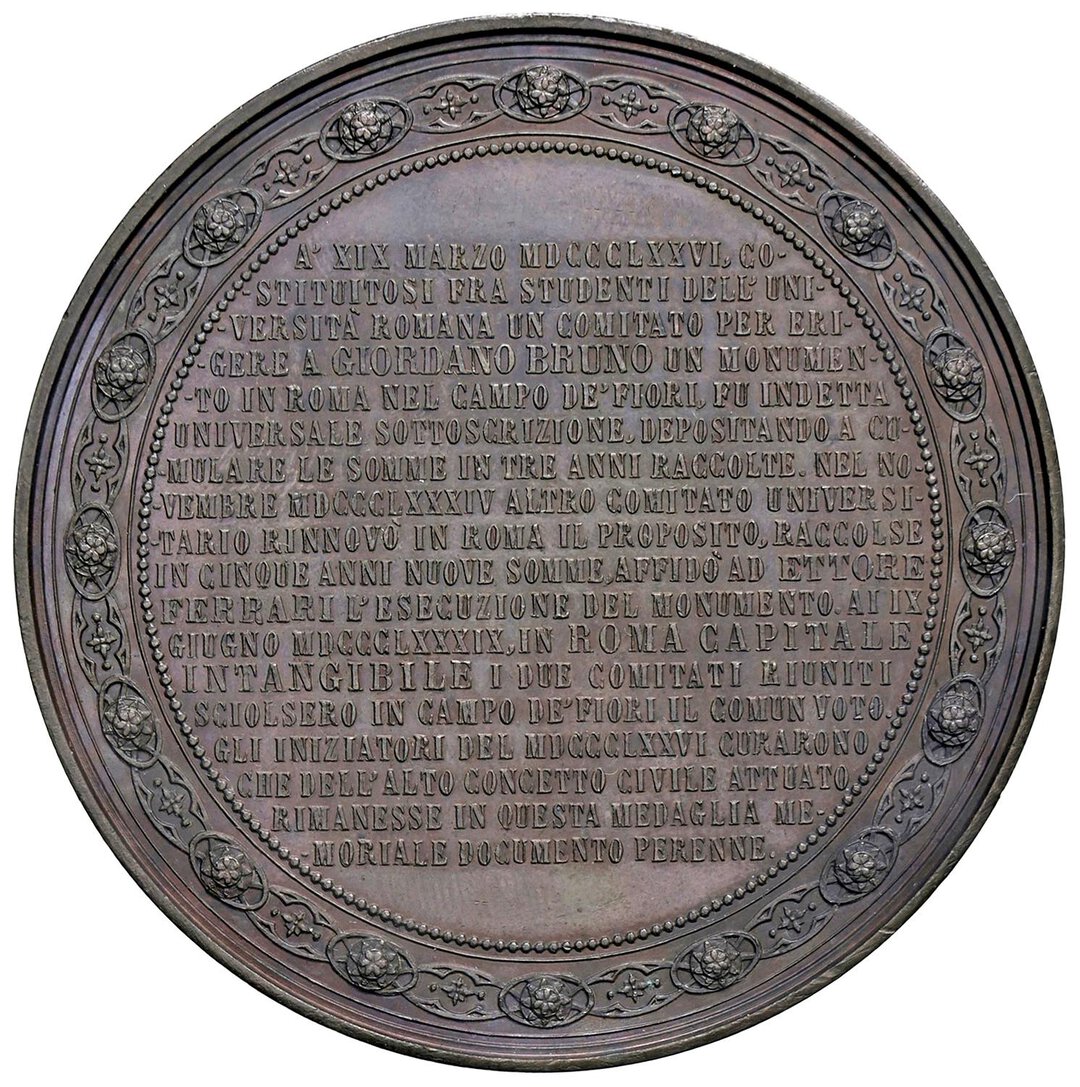 A' XIX MARZO MDCCCLXXVI, CO-
-STITUITOSI FRA STUDENTI DELL'UNI-
-VERSITÀ ROMANA UN COMITATO PER ERI-
-GERE A GIORDANO BRUNO UN MONUMEN-
-TO IN ROMA NEL CAMPO DE'FIORI, FU INDETTA
UNIVERSALE SOTTOSCRIZIONE, DEPOSITANDO A CU-
-MULARE LE SOMME IN TRE ANNI RACCOLTE. NEL NO-
-VEMBRE MDCCCLXXXIV ALTRO COMITATO UNIVERSI-
-TARIO RINNOVÒ IN ROMA IL PROPOSITO, RACCOLSE
IN CINQUE ANNI NUOVE SOMME, AFFIDÒ AD ETTORE
FERRARI L'ESECUZIONE DEL MONUMENTO. AI IX
GIUGNO MDCCCLXXXIX, IN ROMA CAPITALE
INTANGIBILE I DUE COMITATI RIUNITI
SCIOLSERO IN CAMPO DE'FIORI IL COMUN VOTO.
GLI INIZIATORI DEL MDCCCLXXVI CURARONO
CHE DELL'ALTO CONCETTO CIVILE ATTUATO
RIMANESSE IN QUESTA MEDAGLIA ME-
-MORIALE DOCUMENTO PERENNE.